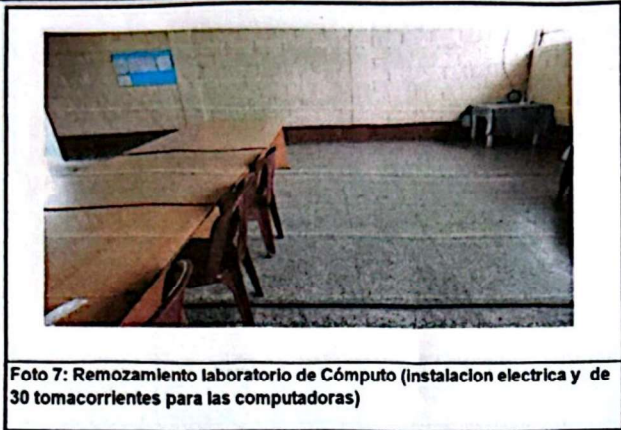 Foto 7: Remozamiento laboratorio de Cómputo (instalacion electrica y de
30 tomacorrientes para las computadoras)